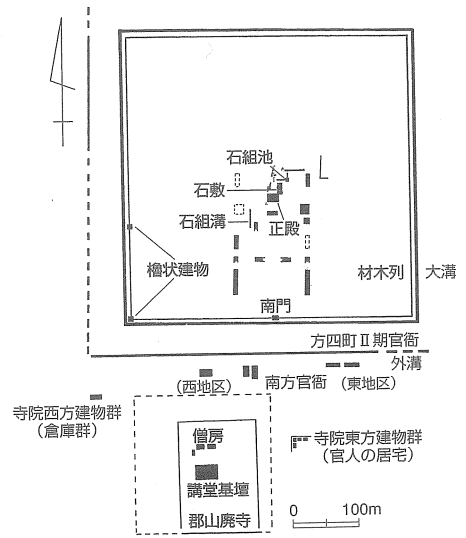 石組池
石敷
石組溝
正殿
櫓状建物
材木列
大溝
南門
方四町Ⅱ期官衙
外溝
(西地区)
南方官衙
(東地区)
寺院西方建物群
(倉庫群)
僧房
寺院東方建物群
(官人の居宅)
講堂基壇
郡山廃寺
0 100m